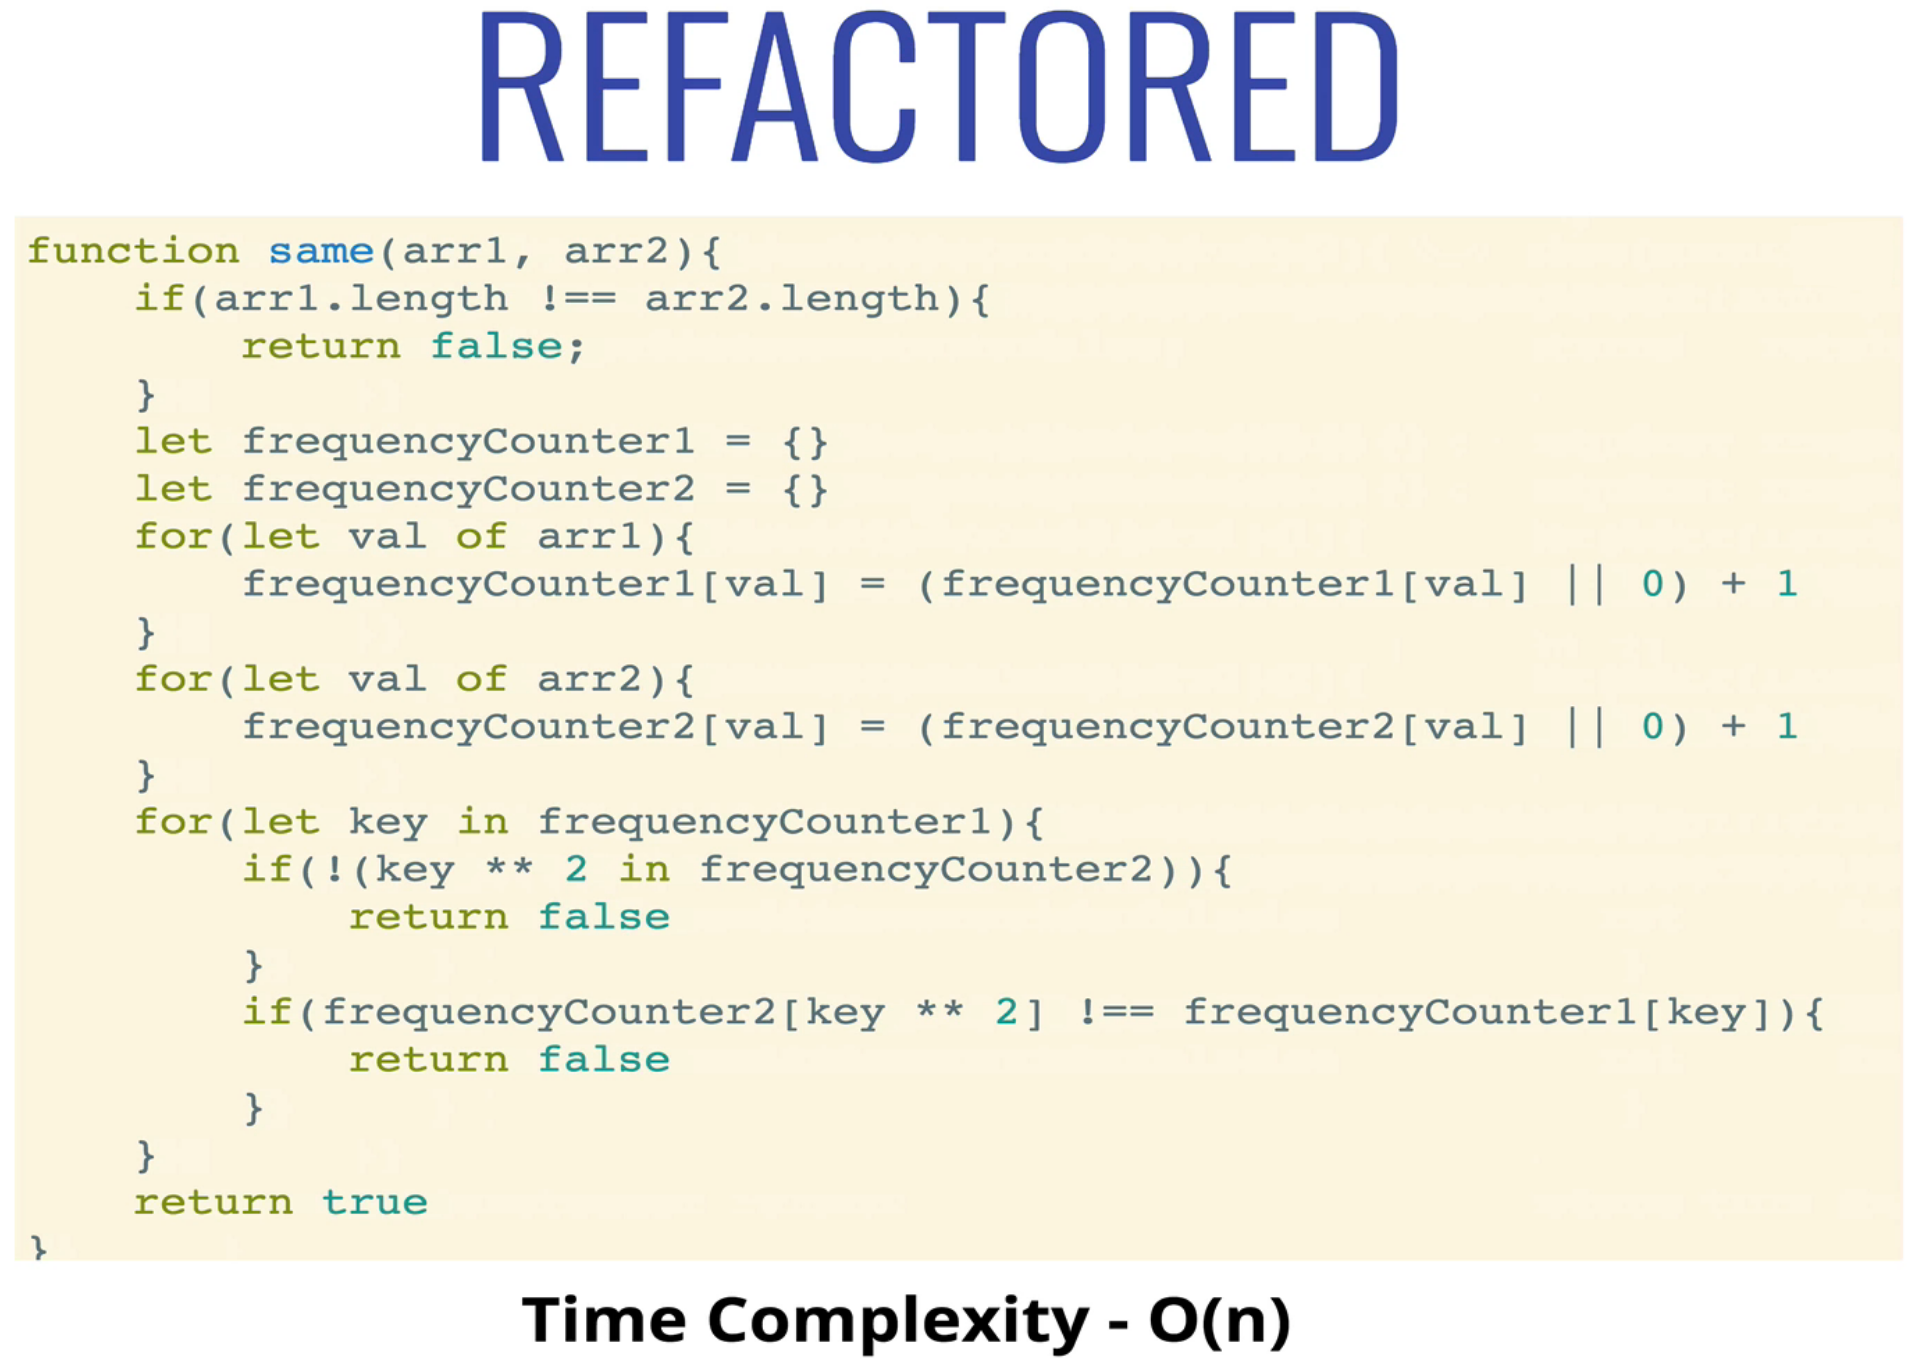 REFACTORED
function same(arr1, arr2){
    if(arr1.length !== arr2.length){
        return false;
    }
    let frequencyCounter1 = {}
    let frequencyCounter2 = {}
    for(let val of arr1){
        frequencyCounter1[val] = (frequencyCounter1[val] || 0) + 1
    }
    for(let val of arr2){
        frequencyCounter2[val] = (frequencyCounter2[val] || 0) + 1
    }
    for(let key in frequencyCounter1){
        if(!(key ** 2 in frequencyCounter2)){
            return false
        }
        if(frequencyCounter2[key ** 2] !== frequencyCounter1[key]){
            return false
        }
    }
    return true
}
Time Complexity - O(n)